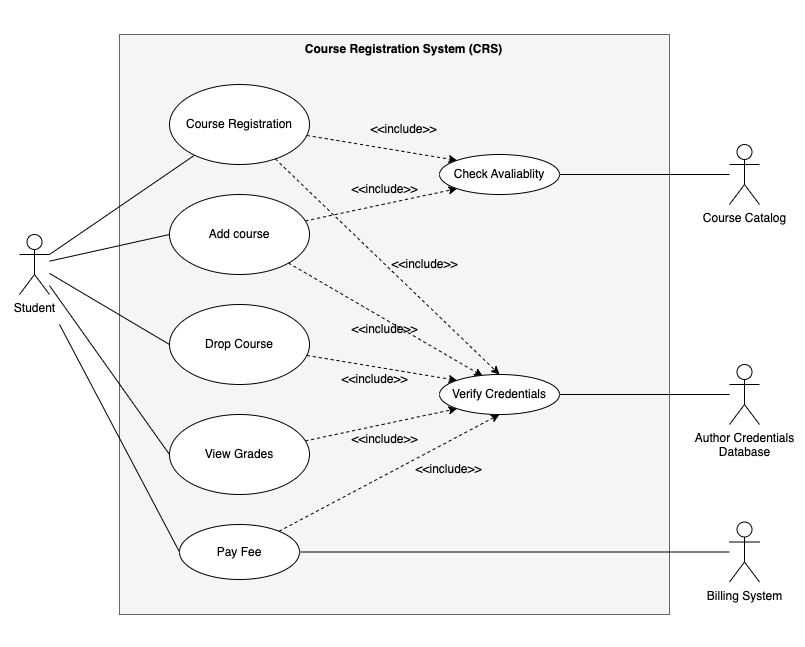 Course Registration System (CRS)
Course Registration
<<include>>
Check Avaliablity
<<include>>
Course Catalog
Add course
<<include>>
Student
<<include>>
Drop Course
<<include>>
Verify Credentials
<<include>>
Author Credentials
Database
View Grades
<<include>>
Pay Fee
Billing System